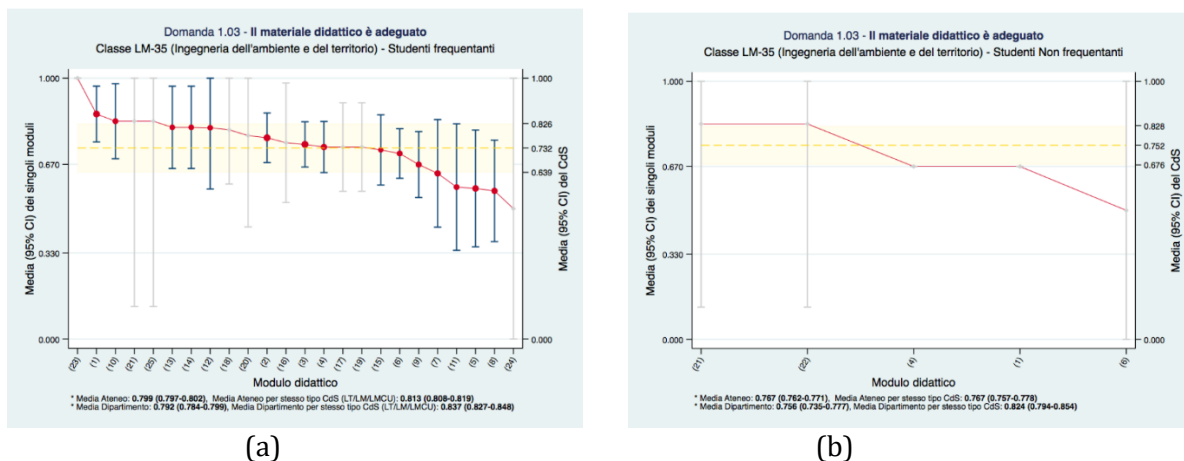 Domanda 1.03 - Il materiale didattico è adeguato
Classe LM-35 (Ingegneria dell'ambiente e del territorio) - Studenti frequentanti
Media (95% CI) dei singoli moduli
1.000
0.670
0.330
0.000
1.000
0.826
0.732
0.639
0.000
Media (95% CI) del CdS
(23) (1) (10) (21) (25) (13) (14) (12) (18) (20) (2) (16) (3) (4) (17) (19) (15) (6) (9) (7) (11) (5) (8) (24)
Modulo didattico
* Media Ateneo: 0.799 (797-0.802), Media Ateneo per stesso tipo CdS (LT/LM/LMCU): 0.813 (808-0.819)
* Media Dipartimento: 0.792 (784-0.799), Media Dipartimento per stesso tipo CdS (LT/LM/LMCU): 0.837 (827-0.848)
(a)
Domanda 1.03 - Il materiale didattico è adeguato
Classe LM-35 (Ingegneria dell'ambiente e del territorio) - Studenti Non frequentanti
Media (95% CI) dei singoli moduli
1.000
0.670
0.330
0.000
1.000
0.828
0.752
0.676
0.000
Media (95% CI) del CdS
(21) (22) (4) (1) (6)
Modulo didattico
* Media Ateneo: 0.767 (762-0.771), Media Ateneo per stesso tipo CdS: 0.767 (757-0.778)
* Media Dipartimento: 0.756 (735-0.777), Media Dipartimento per stesso tipo CdS: 0.824 (794-0.854)
(b)